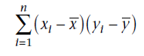 n
∑(xᵢ - x̅)(yᵢ - y̅)
i=1